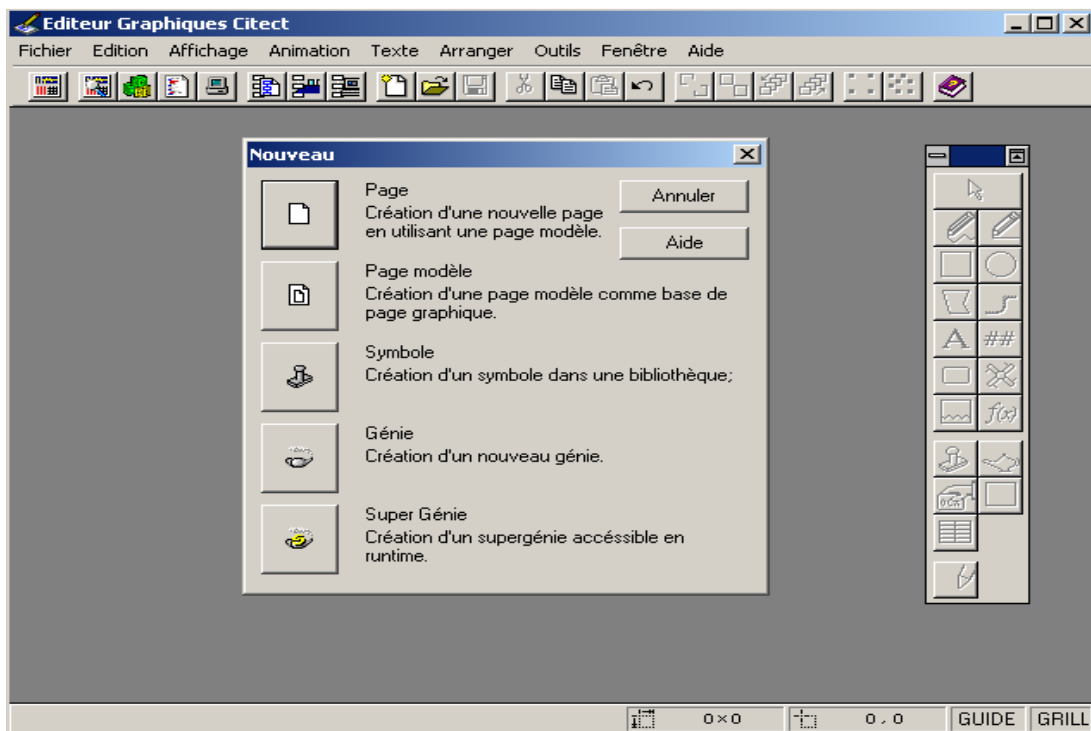 Editeur Graphiques Citect
Fichier Edition Affichage Animation Texte Arranger Outils Fenêtre Aide
Nouveau
Page
Création d'une nouvelle page
en utilisant une page modèle.
Annuler
Aide
Page modèle
Création d'une page modèle comme base de
page graphique.
Symbole
Création d'un symbole dans une bibliothèque;
Génie
Création d'un nouveau génie.
Super Génie
Création d'un supergénie accéssible en
runtime.
A ##
f(x)
0×0 0,0 GUIDE GRILL